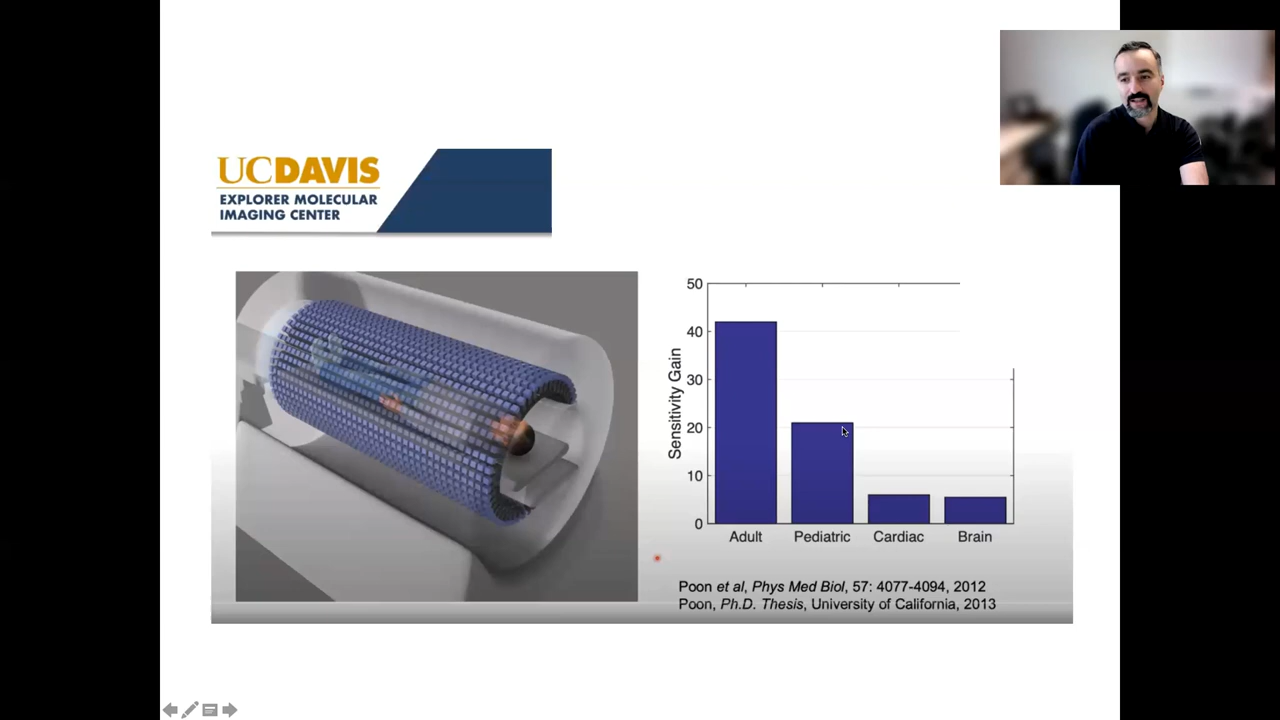 UCDAVIS
EXPLORER MOLECULAR
IMAGING CENTER
50
40
30
20
10
0
Sensitivity Gain
Adult Pediatric Cardiac Brain
Poon et al, Phys Med Biol, 57: 4077-4094, 2012
Poon, Ph.D. Thesis, University of California, 2013